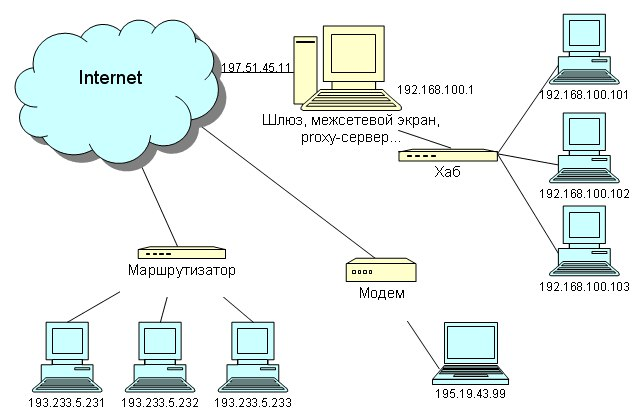 Internet
197.51.45.11
192.168.100.1
Шлюз, межсетевой экран,
proxy-сервер...
Хаб
192.168.100.101
192.168.100.102
192.168.100.103
Маршрутизатор
Модем
193.233.5.231
193.233.5.232
193.233.5.233
195.19.43.99